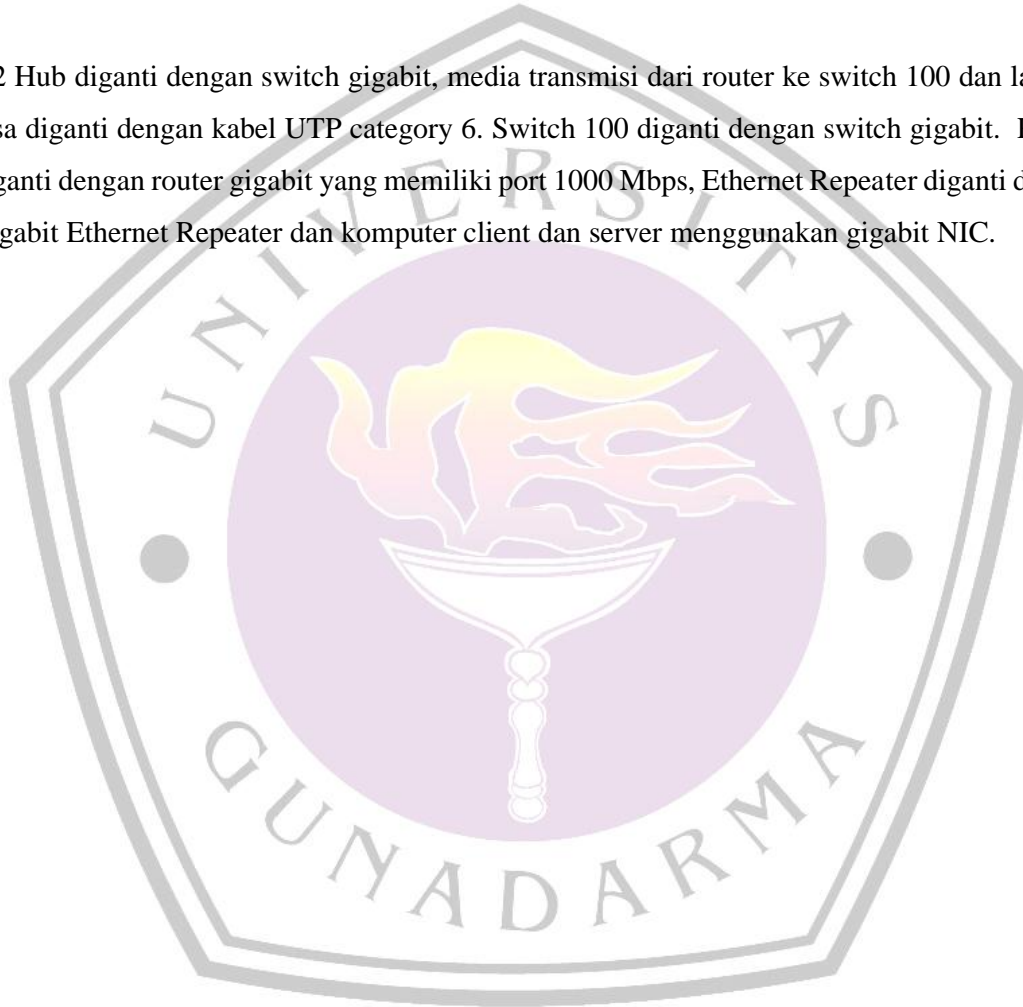 2 Hub diganti dengan switch gigabit, media transmisi dari router ke switch 100 dan
diganti dengan kabel UTP category 6. Switch 100 diganti dengan switch gigabit.
dengan router gigabit yang memiliki port 1000 Mbps, Ethernet Repeater diganti
Ethernet Repeater dan komputer client dan server menggunakan gigabit NIC.
UNIVERSITAS
GUNADARMA